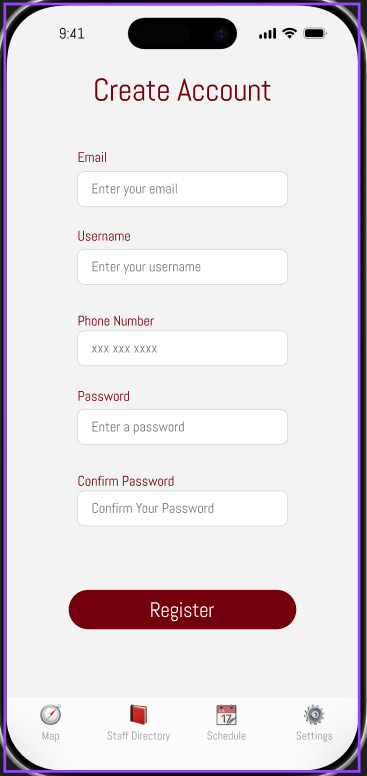 9:41
Create Account
Email
Enter your email
Username
Enter your username
Phone Number
xxx xxx xxxx
Password
Enter a password
Confirm Password
Confirm Your Password
Register
17
Map Staff Directory Schedule Settings